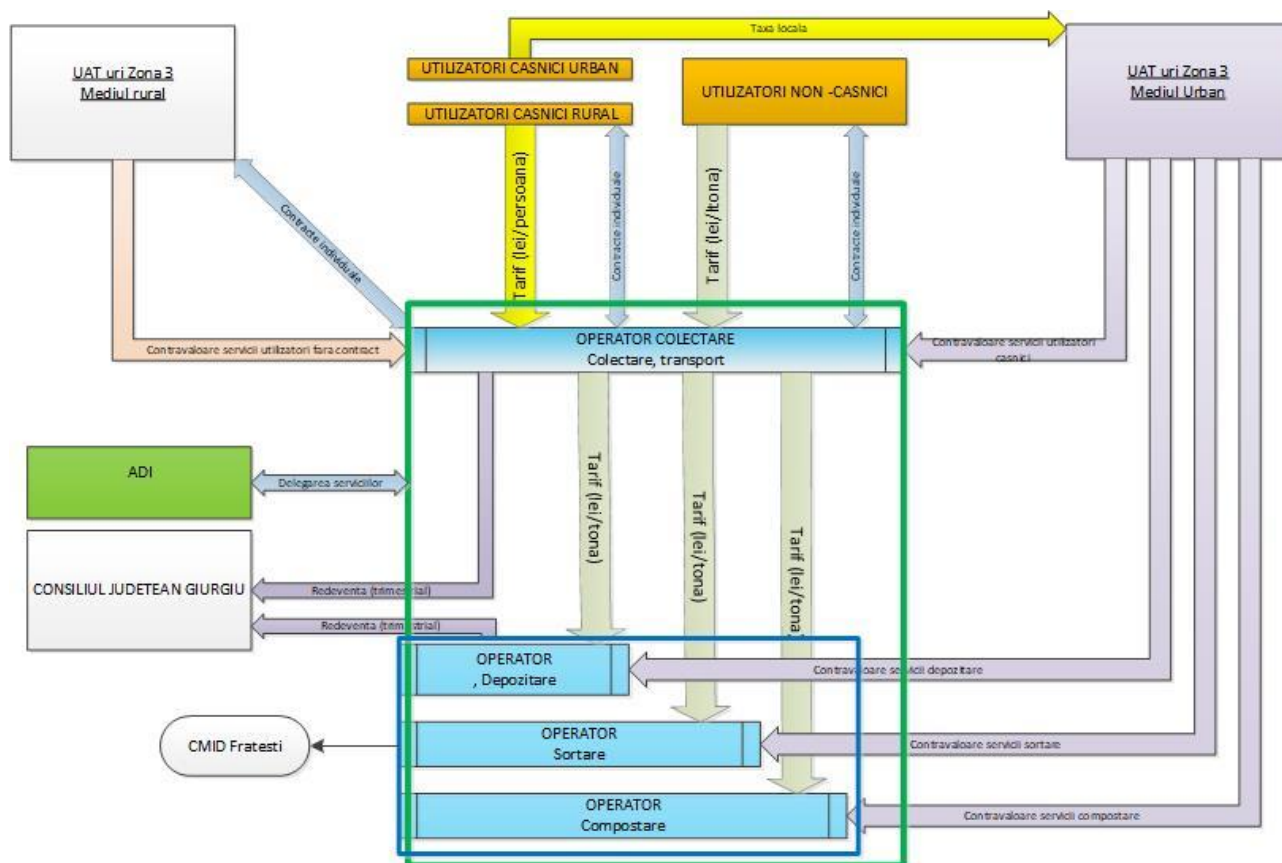 Taxa locala
UAT uri Zona 3
Mediul rural
UTILIZATORI CASNICI URBAN
UTILIZATORI CASNICI RURAL
UTILIZATORI NON -CASNICI
UAT uri Zona 3
Mediul Urban
Contracte individuale
Tarif (lei/persoana)
Contracte individuale
Tarif (lei/tona)
Contracte individuale
Contravaloare servicii utilizatori fara contract
OPERATOR COLECTARE
Colectare, transport
Contravaloare servicii utilizatori
casnici
ADI
Delegarea serviciilor
Tarif (lei/tona)
Tarif (lei/tona)
Tarif (lei/tona)
CONSILIUL JUDETEAN GIURGIU
Redeventa (trimestrial)
Redeventa (trimestrial)
OPERATOR
, Depozitare
Contravaloare servicii depozitare
CMID Fratesti
OPERATOR
Sortare
Contravaloare servicii sortare
OPERATOR
Compostare
Contravaloare servicii compostare